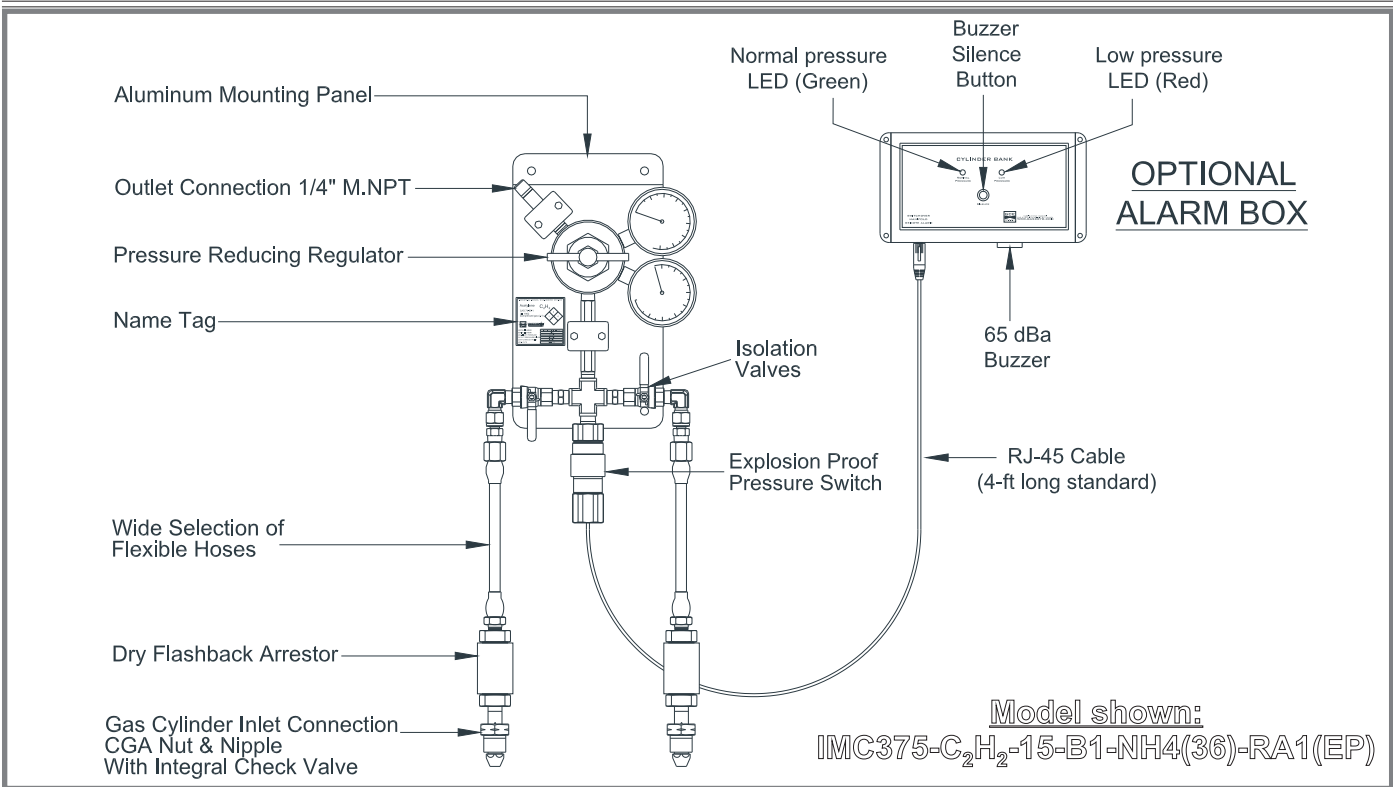 Buzzer
Silence
Button
Normal pressure
LED (Green)
Low pressure
LED (Red)
Aluminum Mounting Panel
CYLINDER BANK
OPTIONAL
ALARM BOX
Outlet Connection 1/4" M.NPT
Pressure Reducing Regulator
Name Tag
C₂H₂
65 dBa
Buzzer
Isolation
Valves
Explosion Proof
Pressure Switch
RJ-45 Cable
(4-ft long standard)
Wide Selection of
Flexible Hoses
Dry Flashback Arrestor
Gas Cylinder Inlet Connection
CGA Nut & Nipple
With Integral Check Valve
Model shown:
IMC375-C₂H₂-15-B1-NH4(36)-RA1(EP)